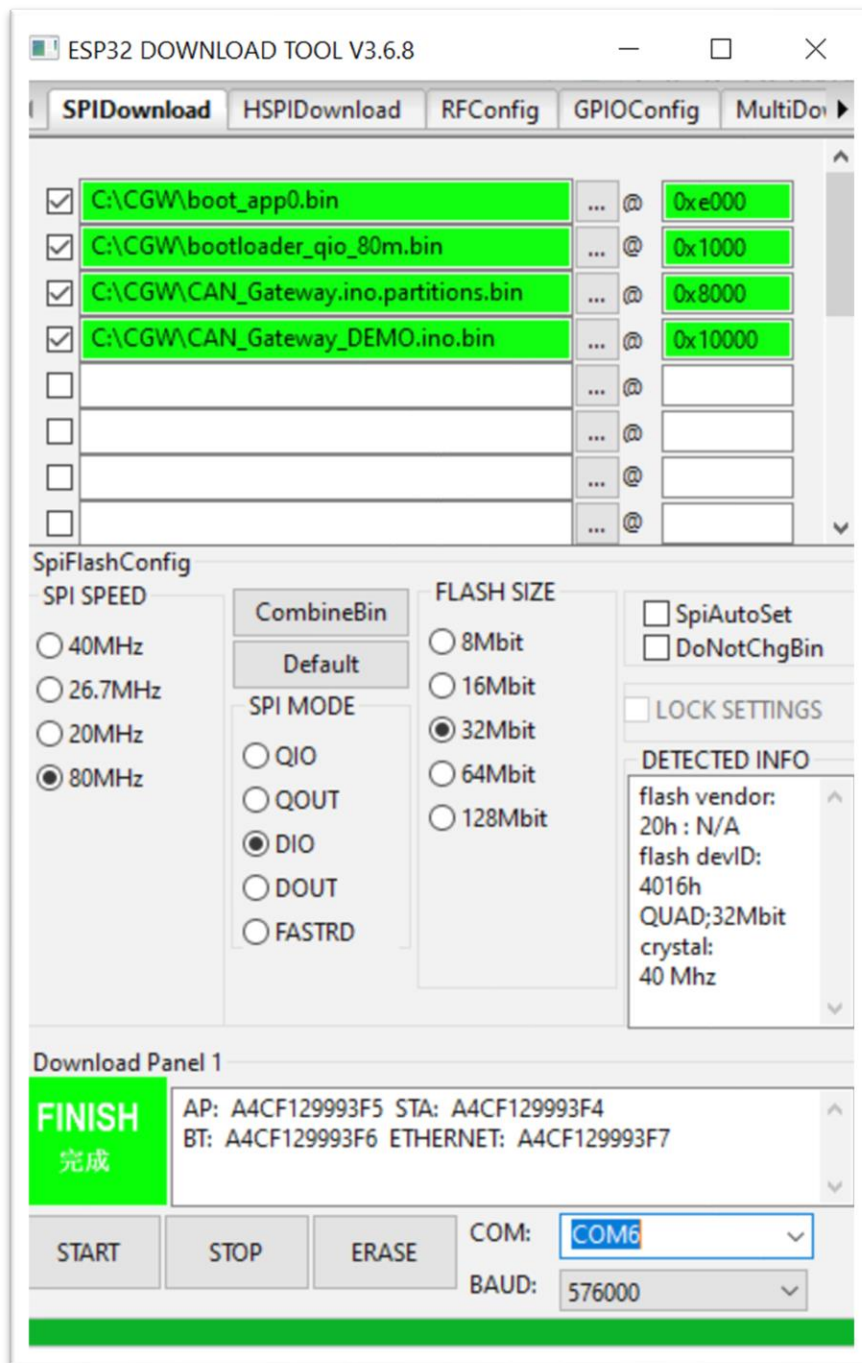 ESP32 DOWNLOAD TOOL V3.6.8
SPIDownload HSPIDownload RFConfig GPIOConfig MultiDo
C:\CGW\boot_app0.bin ... @ 0xe000
C:\CGW\bootloader_qio_80m.bin ... @ 0x1000
C:\CGW\CAN_Gateway.ino.partitions.bin ... @ 0x8000
C:\CGW\CAN_Gateway_DEMO.ino.bin ... @ 0x10000
... @
... @
... @
... @
SpiFlashConfig
SPI SPEED
40MHz
26.7MHz
20MHz
80MHz
CombineBin
Default
SPI MODE
QIO
QOUT
DIO
DOUT
FASTRD
FLASH SIZE
8Mbit
16Mbit
32Mbit
64Mbit
128Mbit
SpiAutoSet
DoNotChgBin
LOCK SETTINGS
DETECTED INFO
flash vendor:
20h : N/A
flash devID:
4016h
QUAD;32Mbit
crystal:
40 Mhz
Download Panel 1
FINISH
完成
AP: A4CF129993F5 STA: A4CF129993F4
BT: A4CF129993F6 ETHERNET: A4CF129993F7
START STOP ERASE
COM: COM6
BAUD: 576000